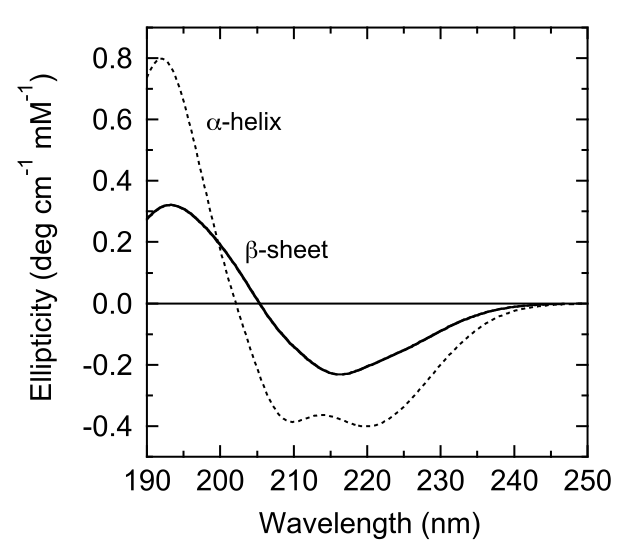 Ellipticity (deg cm⁻¹ mM⁻¹)
0.8
0.6
0.4
0.2
0.0
-0.2
-0.4
α-helix
β-sheet
190 200 210 220 230 240 250
Wavelength (nm)